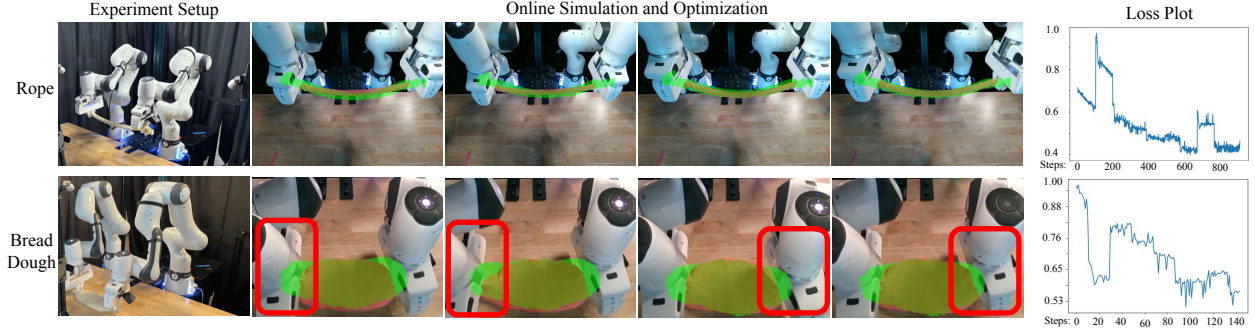 Experiment Setup
Online Simulation and Optimization
Loss Plot
Rope
1.0
0.8
0.6
0.4
Steps: 0 200 400 600 800
Bread
Dough
1.00
0.88
0.76
0.65
0.53
Steps: 0 20 40 60 80 100 120 140